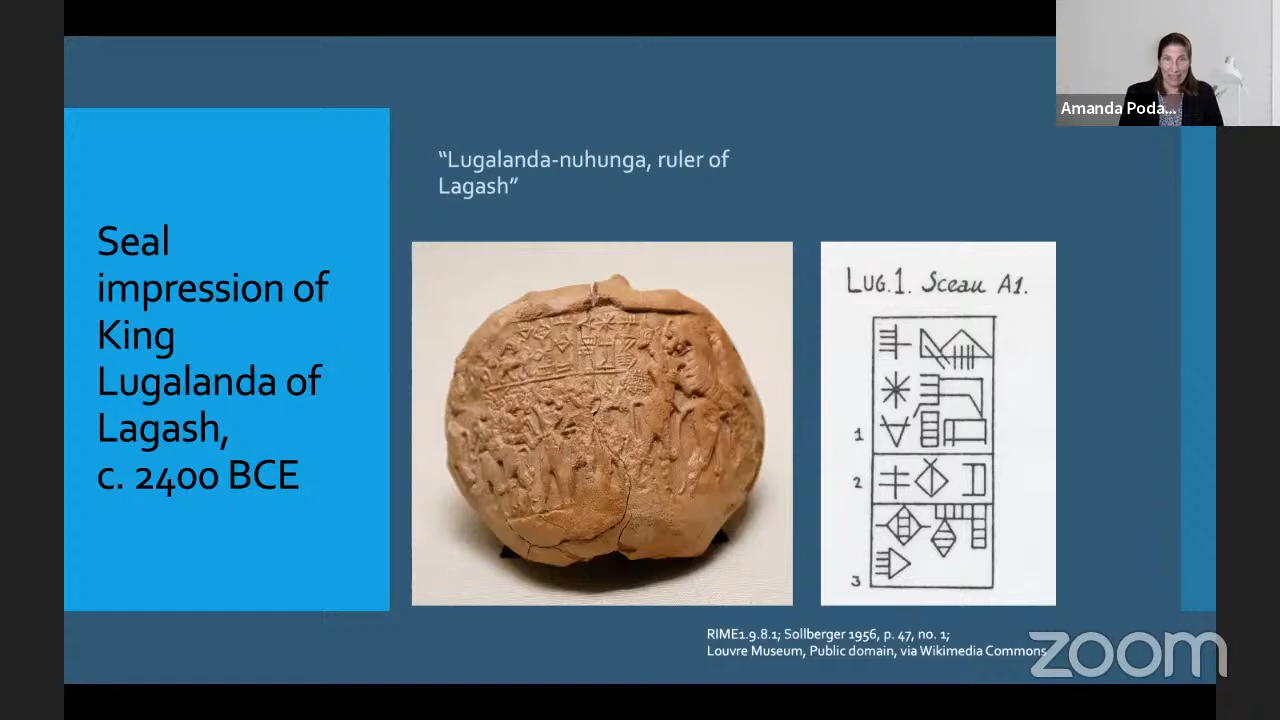 Amanda Poda...
“Lugalanda-nuhunga, ruler of
Lagash”
Seal
impression of
King
Lugalanda of
Lagash,
c. 2400 BCE
LUG.1. Sceau A1.
1
2
3
RIME1.9.8.1; Sollberger 1956, p. 47, no. 1;
Louvre Museum, Public domain, via Wikimedia Commons
zoom